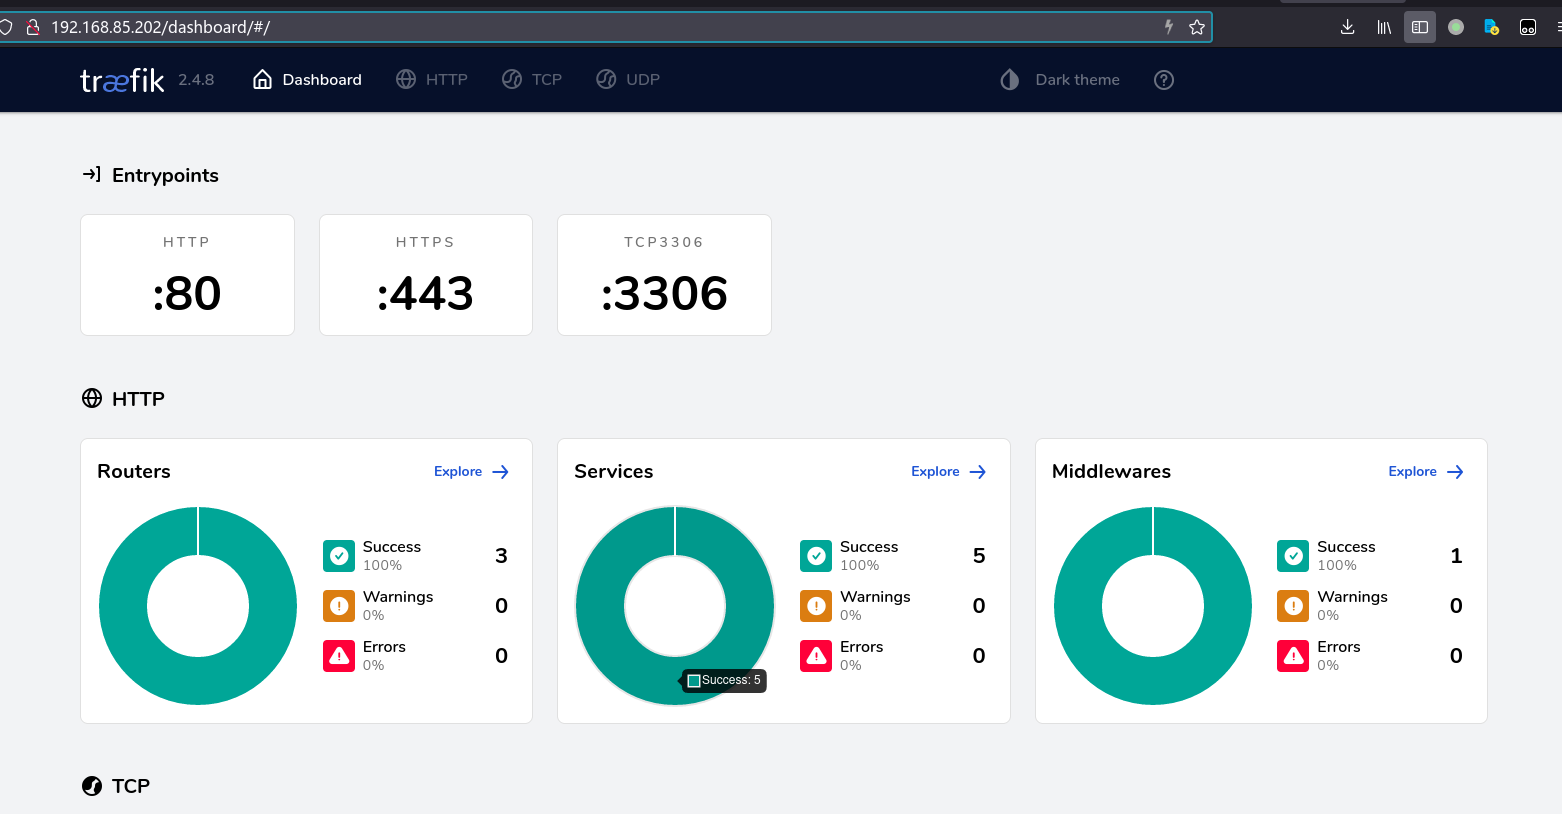 192.168.85.202/dashboard/#/
træfik 2.4.8 Dashboard HTTP TCP UDP Dark theme
Entrypoints
HTTP
:80
HTTPS
:443
TCP3306
:3306
HTTP
Routers Explore
Success 3
100%
Warnings 0
0%
Errors 0
0%
Services Explore
Success 5
100%
Warnings 0
0%
Errors 0
0%
Success: 5
Middlewares Explore
Success 1
100%
Warnings 0
0%
Errors 0
0%
TCP